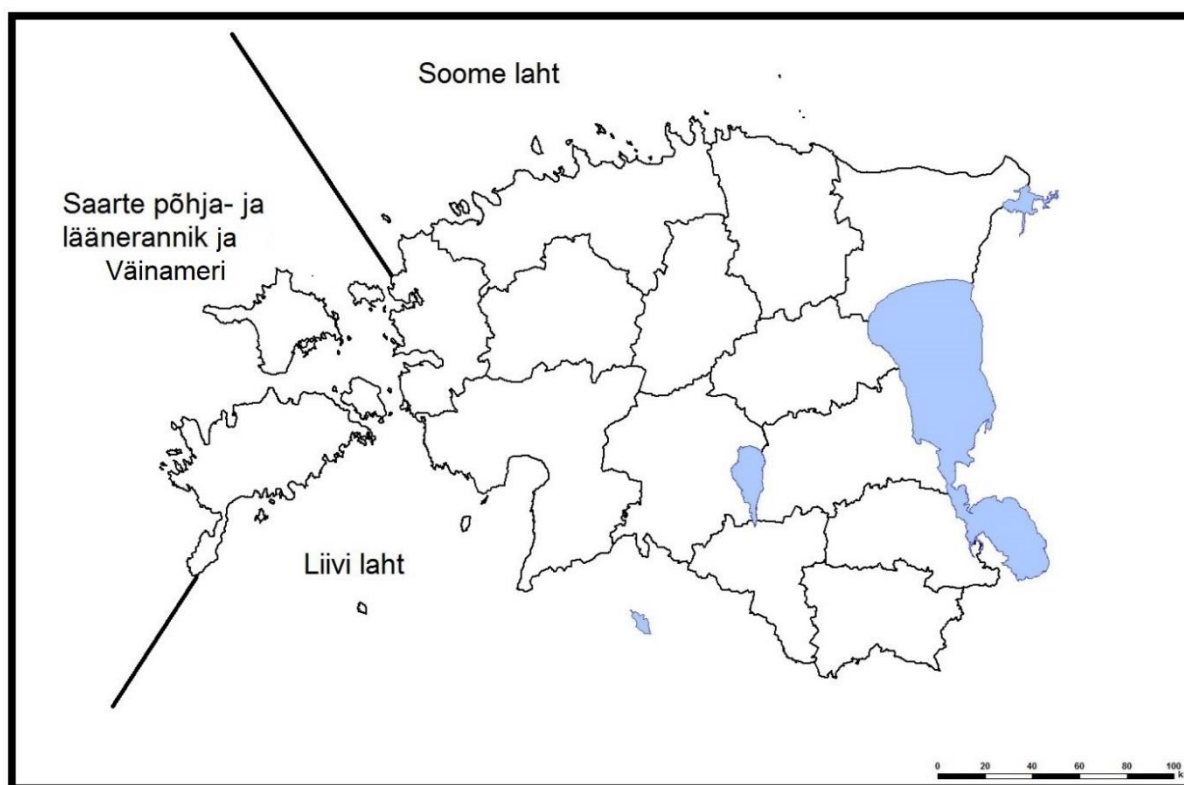 Soome laht
Saarte põhja- ja
läänerannik ja
Väinameri
Liivi laht
0 20 40 60 80 100